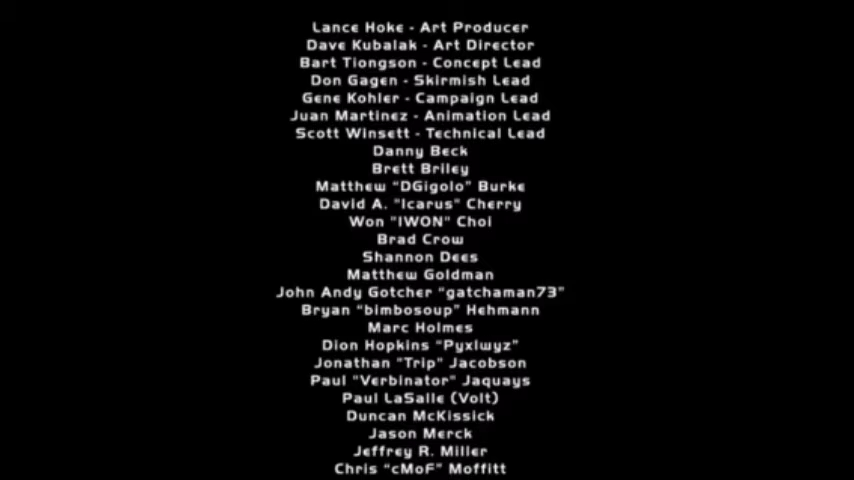 Lance Hoke - Art Producer
Dave Kubalak - Art Director
Bart Tiongson - Concept Lead
Don Gagen - Skirmish Lead
Gene Kohler - Campaign Lead
Juan Martinez - Animation Lead
Scott Winsett - Technical Lead
Danny Beck
Brett Briley
Matthew “DGigolo” Burke
David A. "Icarus" Cherry
Won "IWON" Choi
Brad Crow
Shannon Dees
Matthew Goldman
John Andy Gotcher “gatchaman73”
Bryan “bimbosoup” Hehmann
Marc Holmes
Dion Hopkins “Pyxlwyz”
Jonathan “Trip” Jacobson
Paul “Verbinator” Jaquays
Paul LaSalle (Volt)
Duncan McKissick
Jason Merck
Jeffrey R. Miller
Chris “cMoF” Moffitt